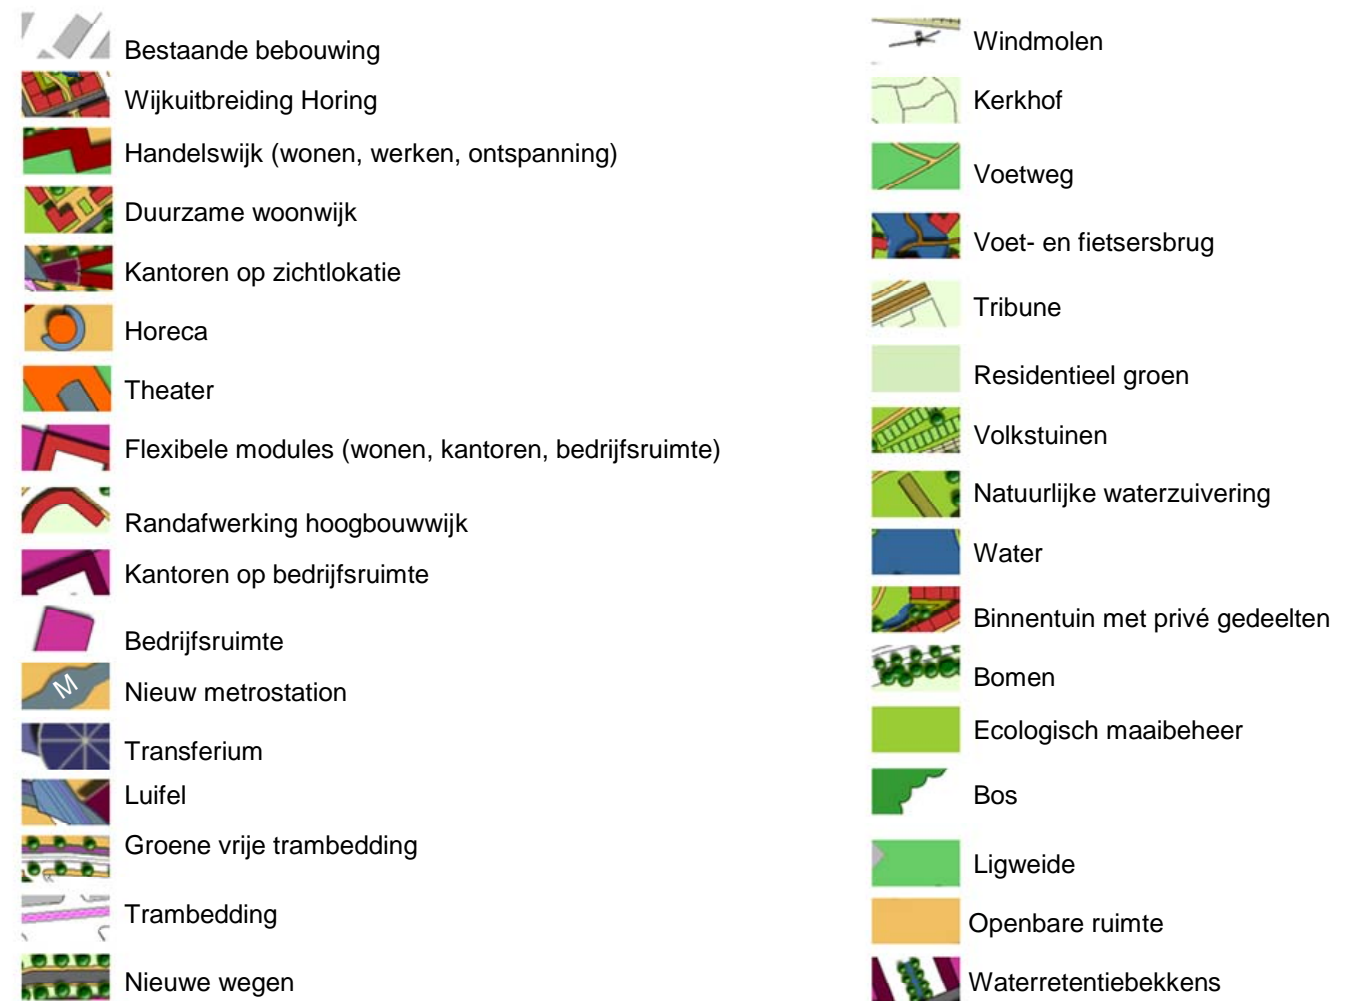 Bestaande bebouwing
Wijkuitbreiding Horing
Handelswijk (wonen, werken, ontspanning)
Duurzame woonwijk
Kantoren op zichtlokatie
Horeca
Theater
Flexibele modules (wonen, kantoren, bedrijfsruimte)
Randafwerking hoogbouwwijk
Kantoren op bedrijfsruimte
Bedrijfsruimte
M
Nieuw metrostation
Transferium
Luifel
Groene vrije trambedding
Trambedding
Nieuwe wegen
Windmolen
Kerkhof
Voetweg
Voet- en fietsersbrug
Tribune
Residentieel groen
Volkstuinen
Natuurlijke waterzuivering
Water
Binnentuin met privé gedeelten
Bomen
Ecologisch maaibeheer
Bos
Ligweide
Openbare ruimte
Waterretentiebekkens